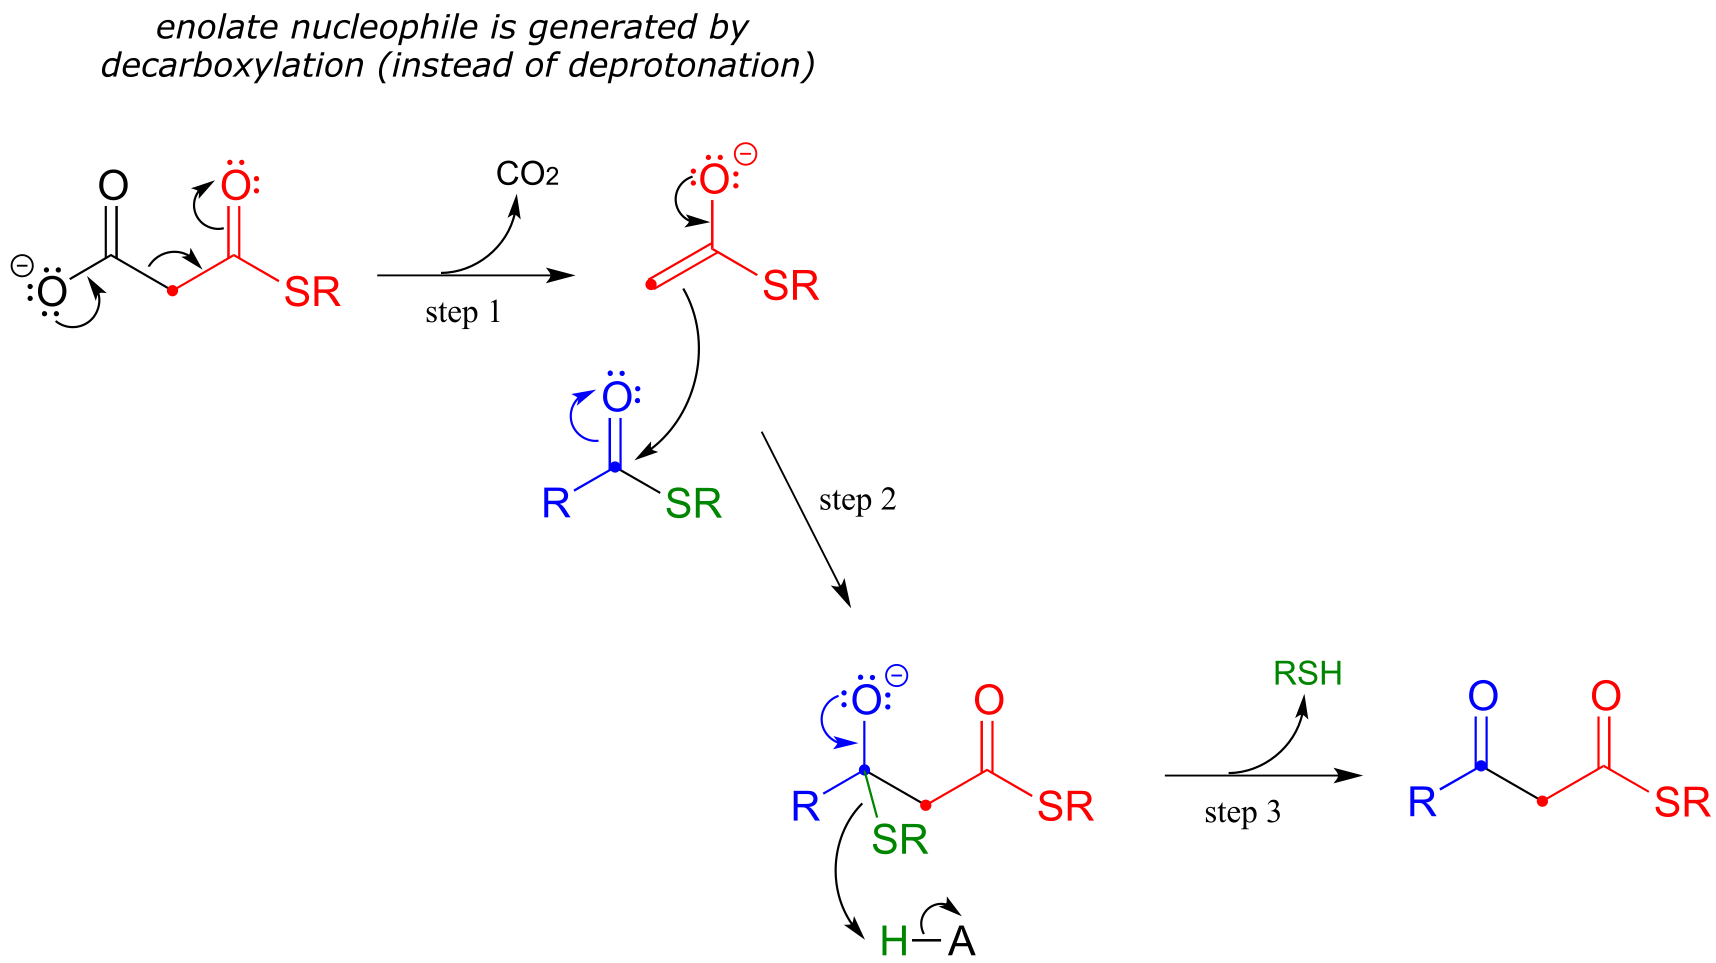 enolate nucleophile is generated by
decarboxylation (instead of deprotonation)
O
O
SR
O
CO2
step 1
O
SR
O
R
SR
step 2
O
O
R
SR
SR
H
A
RSH
step 3
O
O
R
SR